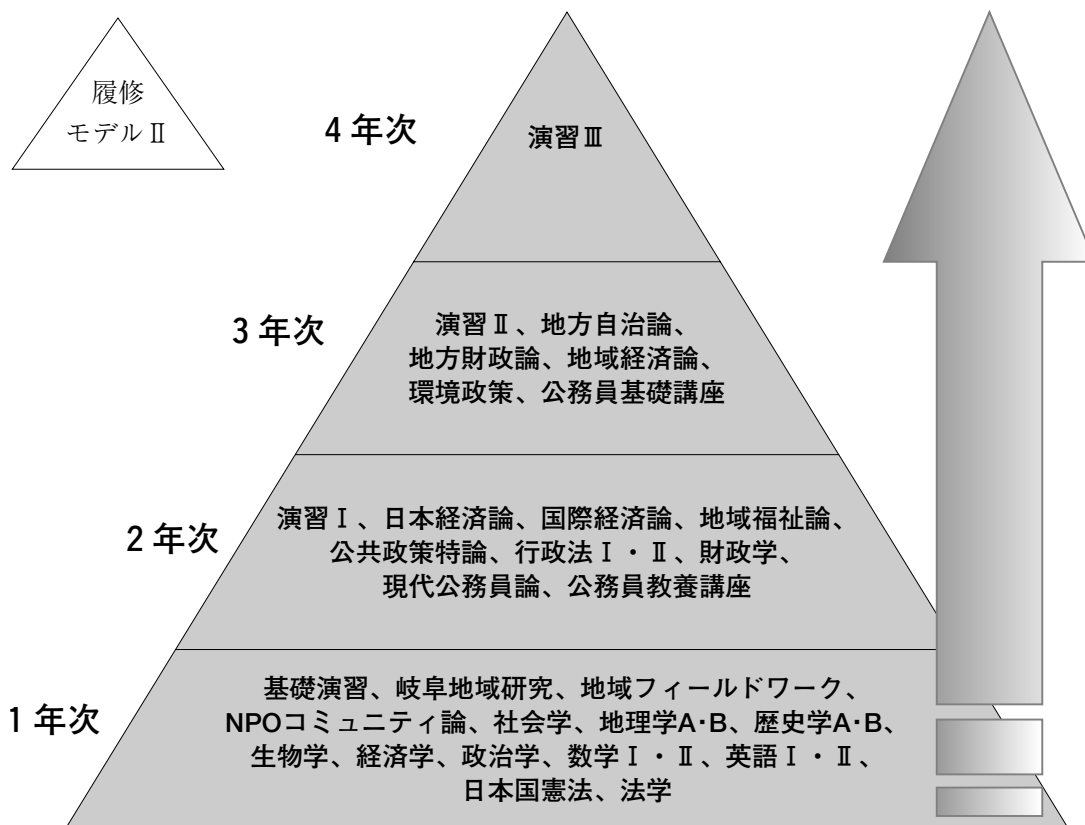 履修
モデルⅡ
4年次
演習Ⅲ
3年次
演習Ⅱ、地方自治論、
地方財政論、地域経済論、
環境政策、公務員基礎講座
2年次
演習Ⅰ、日本経済論、国際経済論、地域福祉論、
公共政策特論、行政法Ⅰ・Ⅱ、財政学、
現代公務員論、公務員教養講座
1年次
基礎演習、岐阜地域研究、地域フィールドワーク、
NPOコミュニティ論、社会学、地理学A・B、歴史学A・B、
生物学、経済学、政治学、数学Ⅰ・Ⅱ、英語Ⅰ・Ⅱ、
日本国憲法、法学